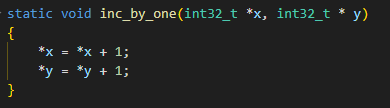 static void inc_by_one(int32_t *x, int32_t * y)
{
    *x = *x + 1;
    *y = *y + 1;
}